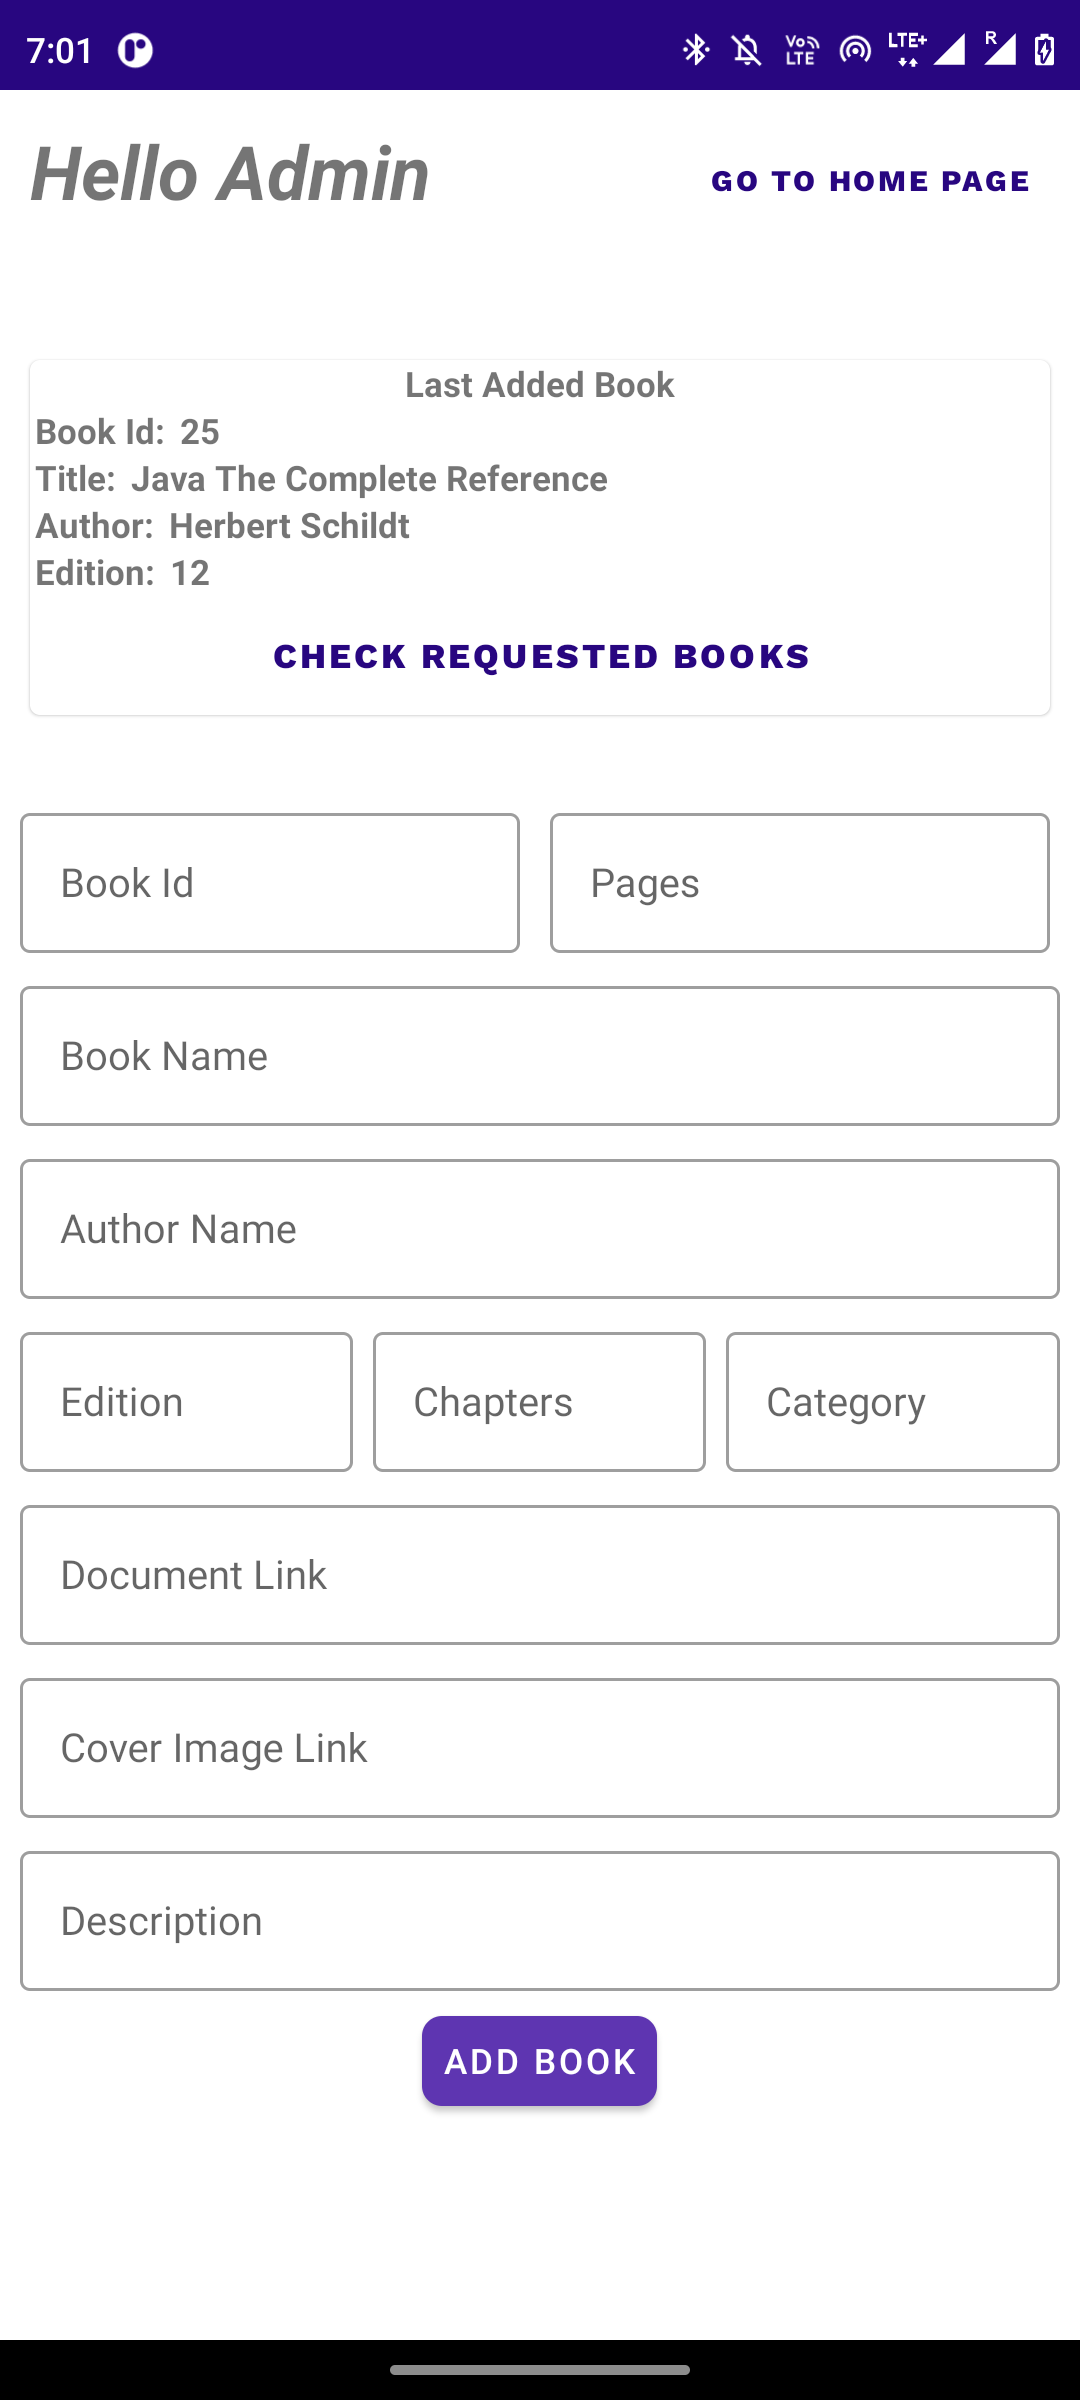 7:01 VoLTE LTE+ R
Hello Admin
GO TO HOME PAGE
Last Added Book
Book Id: 25
Title: Java The Complete Reference
Author: Herbert Schildt
Edition: 12
CHECK REQUESTED BOOKS
Book Id Pages
Book Name
Author Name
Edition Chapters Category
Document Link
Cover Image Link
Description
ADD BOOK